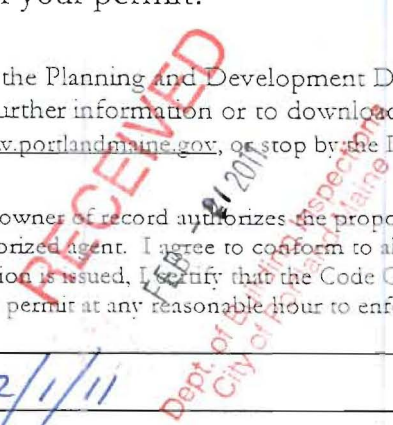 your permit.
the Planning and Development D
urther information or to download
w.portlandmaine.gov, or stop by the I
owner of record authorizes the propo
orized agent. I agree to conform to al
ion is issued, I certify that the Code C
permit at any reasonable hour to enf
2/1/11
RECEIVED
FEB - 2 2011
Dept. of Building Inspections
City of Portland Maine